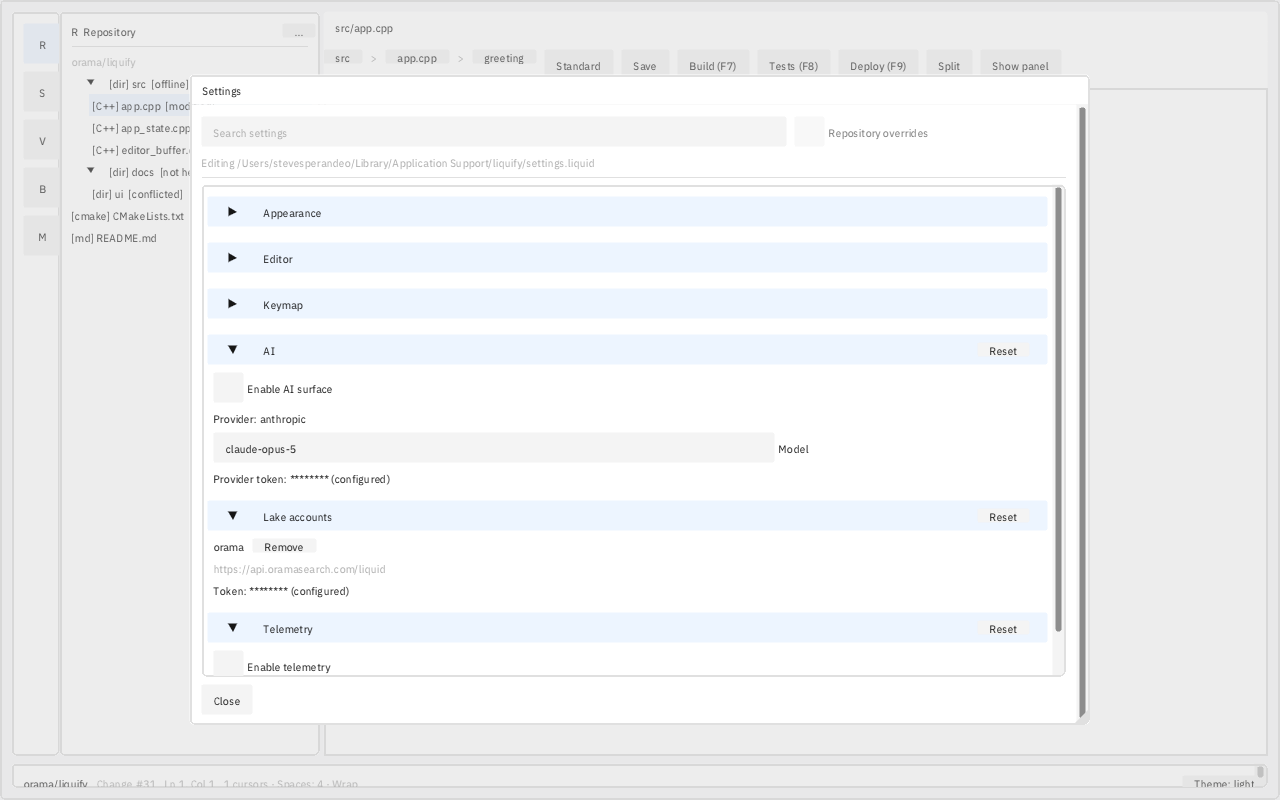 R
S
V
B
M
R Repository
...
orama/liquify
▼ [dir] src [offline]
[C++] app.cpp [mod
[C++] app_state.cpp
[C++] editor_buffer.
▼ [dir] docs [not h
[dir] ui [conflicted]
[cmake] CMakeLists.txt
[md] README.md
src/app.cpp
src > app.cpp > greeting Standard Save Build (F7) Tests (F8) Deploy (F9) Split Show panel
Settings
Search settings
Repository overrides
Editing /Users/stevesperandeo/Library/Application Support/liquify/settings.liquid
▶ Appearance
▶ Editor
▶ Keymap
▼ AI Reset
Enable AI surface
Provider: anthropic
claude-opus-5 Model
Provider token: ******** (configured)
▼ Lake accounts Reset
orama Remove
https://api.oramasearch.com/liquid
Token: ******** (configured)
▼ Telemetry Reset
Enable telemetry
Close
orama/liquify Change #31 Ln 1, Col 1 1 cursors · Spaces: 4 · Wrap
Theme: light